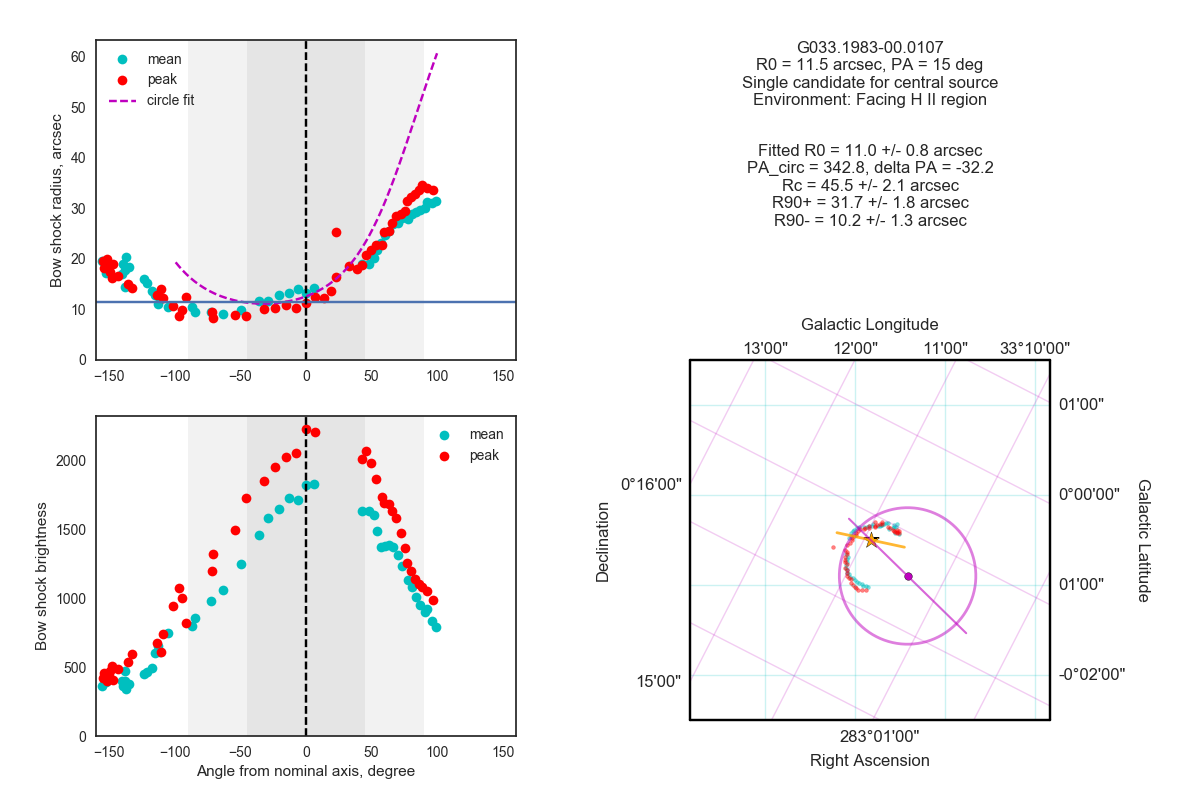 mean
peak
circle fit
Bow shock radius, arcsec
60
50
40
30
20
10
0
−150
−100
−50
0
50
100
150
mean
peak
Bow shock brightness
2000
1500
1000
500
0
−150
−100
−50
0
50
100
150
Angle from nominal axis, degree
G033.1983-00.0107
R0 = 11.5 arcsec, PA = 15 deg
Single candidate for central source
Environment: Facing H II region
Fitted R0 = 11.0 +/- 0.8 arcsec
PA_circ = 342.8, delta PA = -32.2
Rc = 45.5 +/- 2.1 arcsec
R90+ = 31.7 +/- 1.8 arcsec
R90- = 10.2 +/- 1.3 arcsec
Galactic Longitude
13'00"
12'00"
11'00"
33°10'00"
01'00"
0°00'00"
01'00"
-0°02'00"
Galactic Latitude
0°16'00"
15'00"
Declination
283°01'00"
Right Ascension